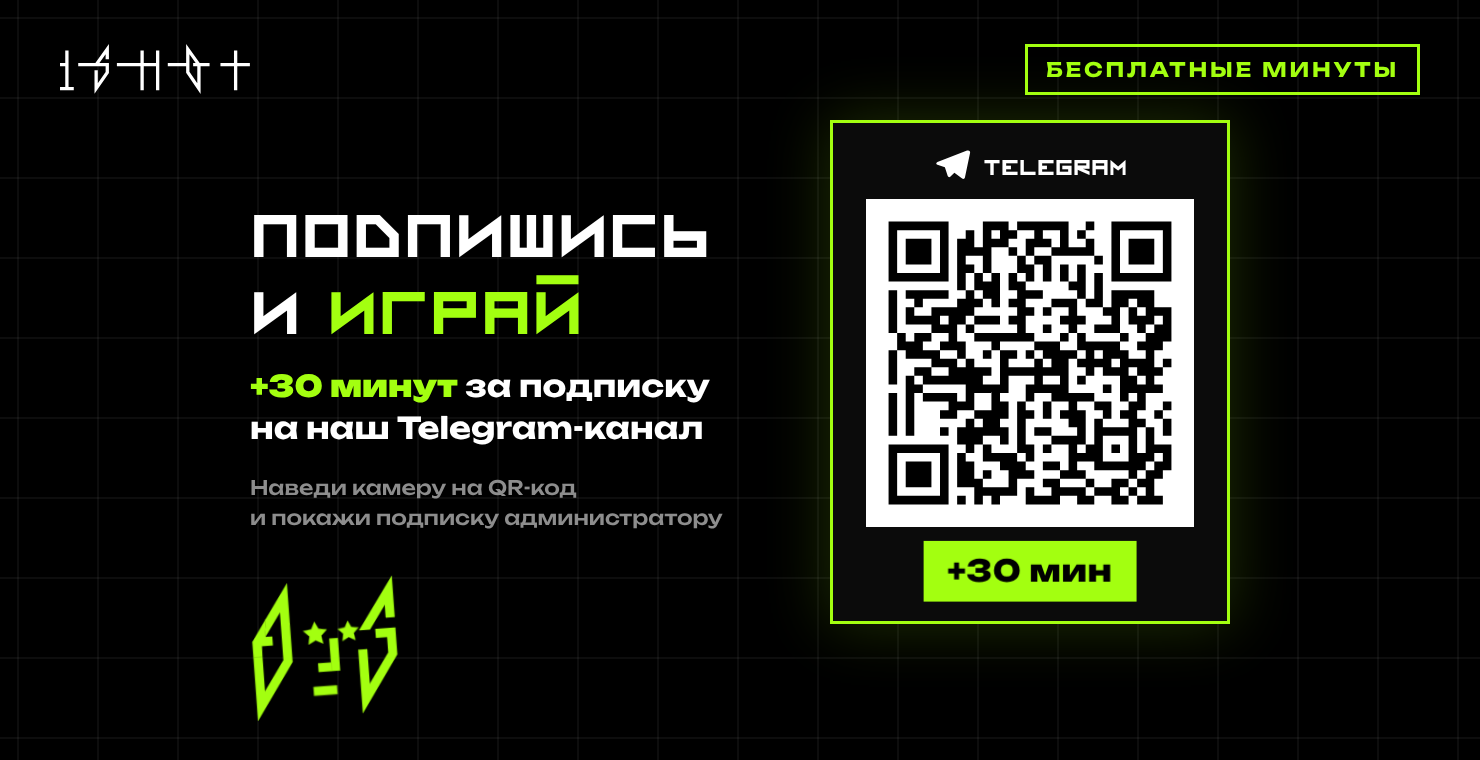 1SHOT
БЕСПЛАТНЫЕ МИНУТЫ
ПОДПИШИСЬ
И ИГРАЙ
+30 минут за подписку
на наш Telegram-канал
Наведи камеру на QR-код
и покажи подписку администратору
TELEGRAM
+30 мин